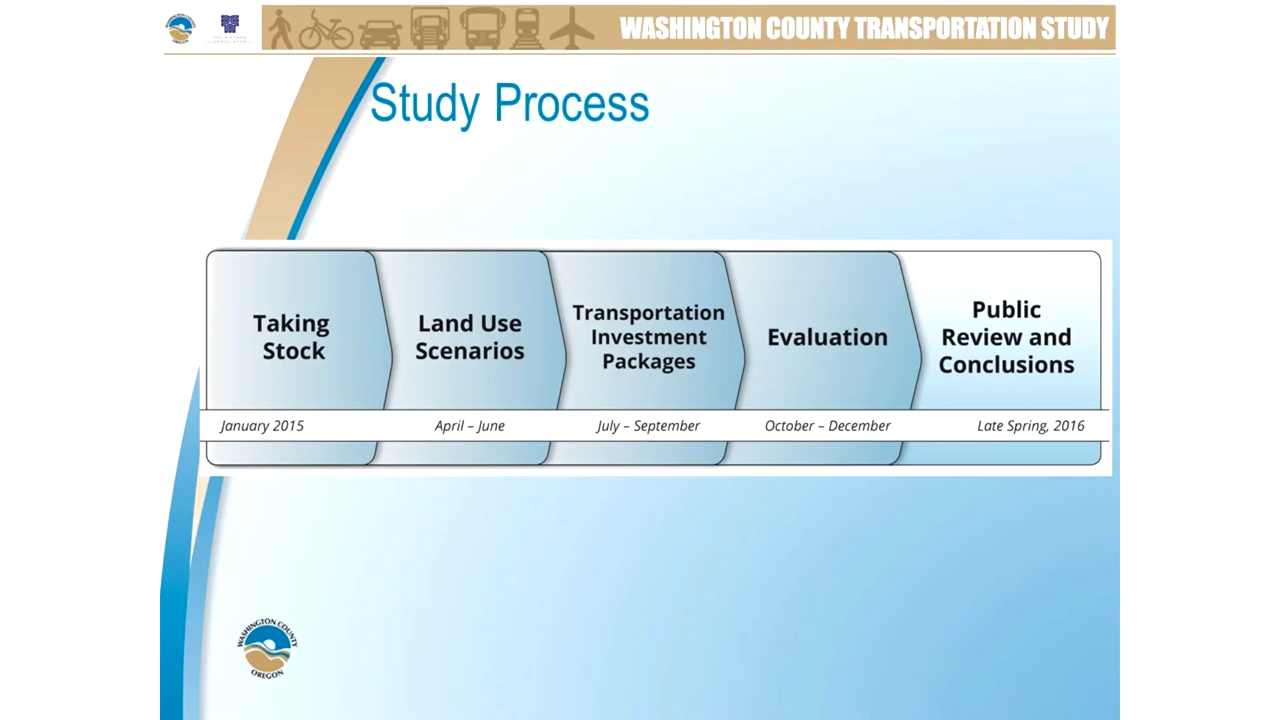 WASHINGTON COUNTY TRANSPORTATION STUDY
Study Process
Taking
Stock
Land Use
Scenarios
Transportation
Investment
Packages
Evaluation
Public
Review and
Conclusions
January 2015
April – June
July – September
October – December
Late Spring, 2016
WASHINGTON COUNTY
OREGON